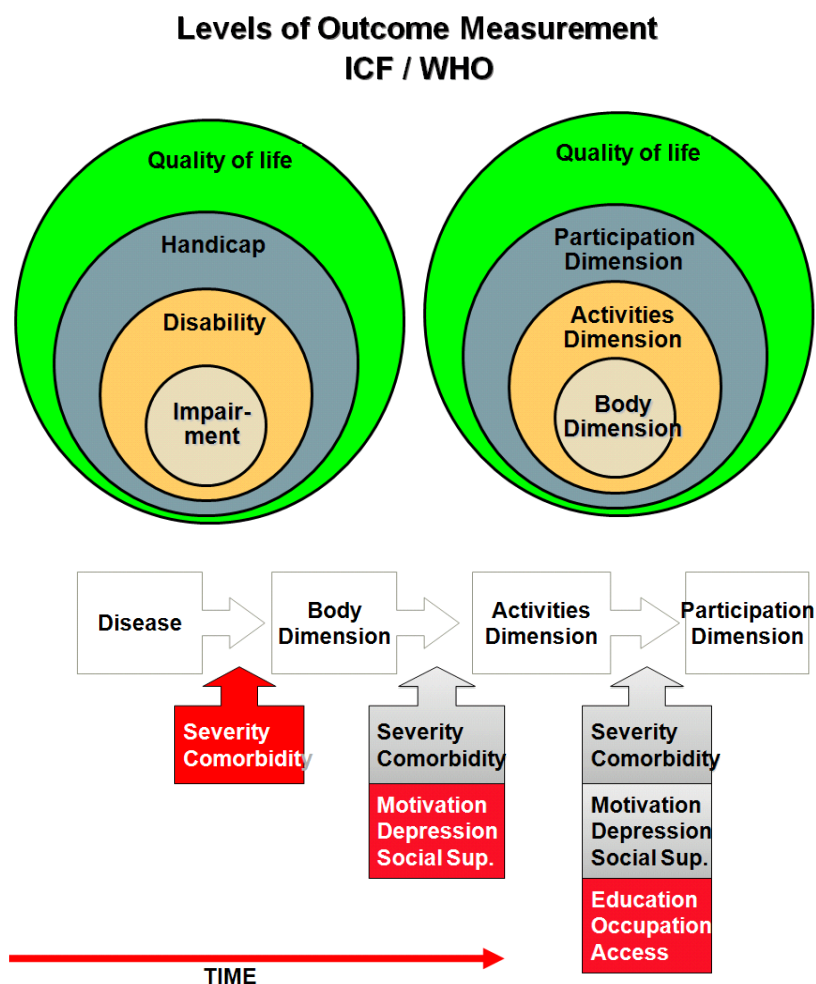 Levels of Outcome Measurement
ICF / WHO
Quality of life
Handicap
Disability
Impair-
ment
Quality of life
Participation
Dimension
Activities
Dimension
Body
Dimension
Disease
Body
Dimension
Activities
Dimension
Participation
Dimension
Severity
Comorbidity
Severity
Comorbidity
Motivation
Depression
Social Sup.
Severity
Comorbidity
Motivation
Depression
Social Sup.
Education
Occupation
Access
TIME